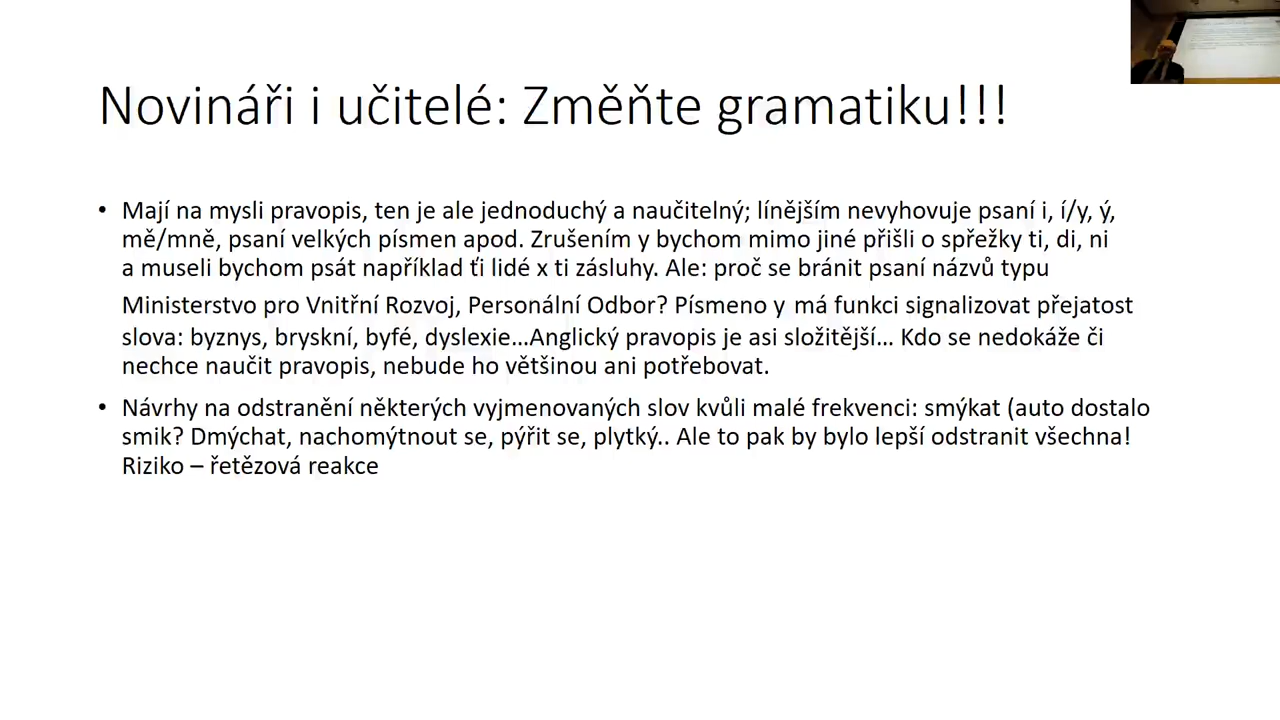 Novináři i učitelé: Změňte gramatiku!!!
• Mají na mysli pravopis, ten je ale jednoduchý a naučitelný; línějším nevyhovuje psaní i, í/y, ý,
mě/mně, psaní velkých písmen apod. Zrušením y bychom mimo jiné přišli o spřežky ti, di, ni
a museli bychom psát například ťi lidé x ti zásluhy. Ale: proč se bránit psaní názvů typu
Ministerstvo pro Vnitřní Rozvoj, Personální Odbor? Písmeno y má funkci signalizovat přejatost
slova: byznys, bryskní, byfé, dyslexie…Anglický pravopis je asi složitější… Kdo se nedokáže či
nechce naučit pravopis, nebude ho většinou ani potřebovat.
• Návrhy na odstranění některých vyjmenovaných slov kvůli malé frekvenci: smýkat (auto dostalo
smik? Dmýchat, nachomýtnout se, pýřit se, plytký.. Ale to pak by bylo lepší odstranit všechna!
Riziko – řetězová reakce